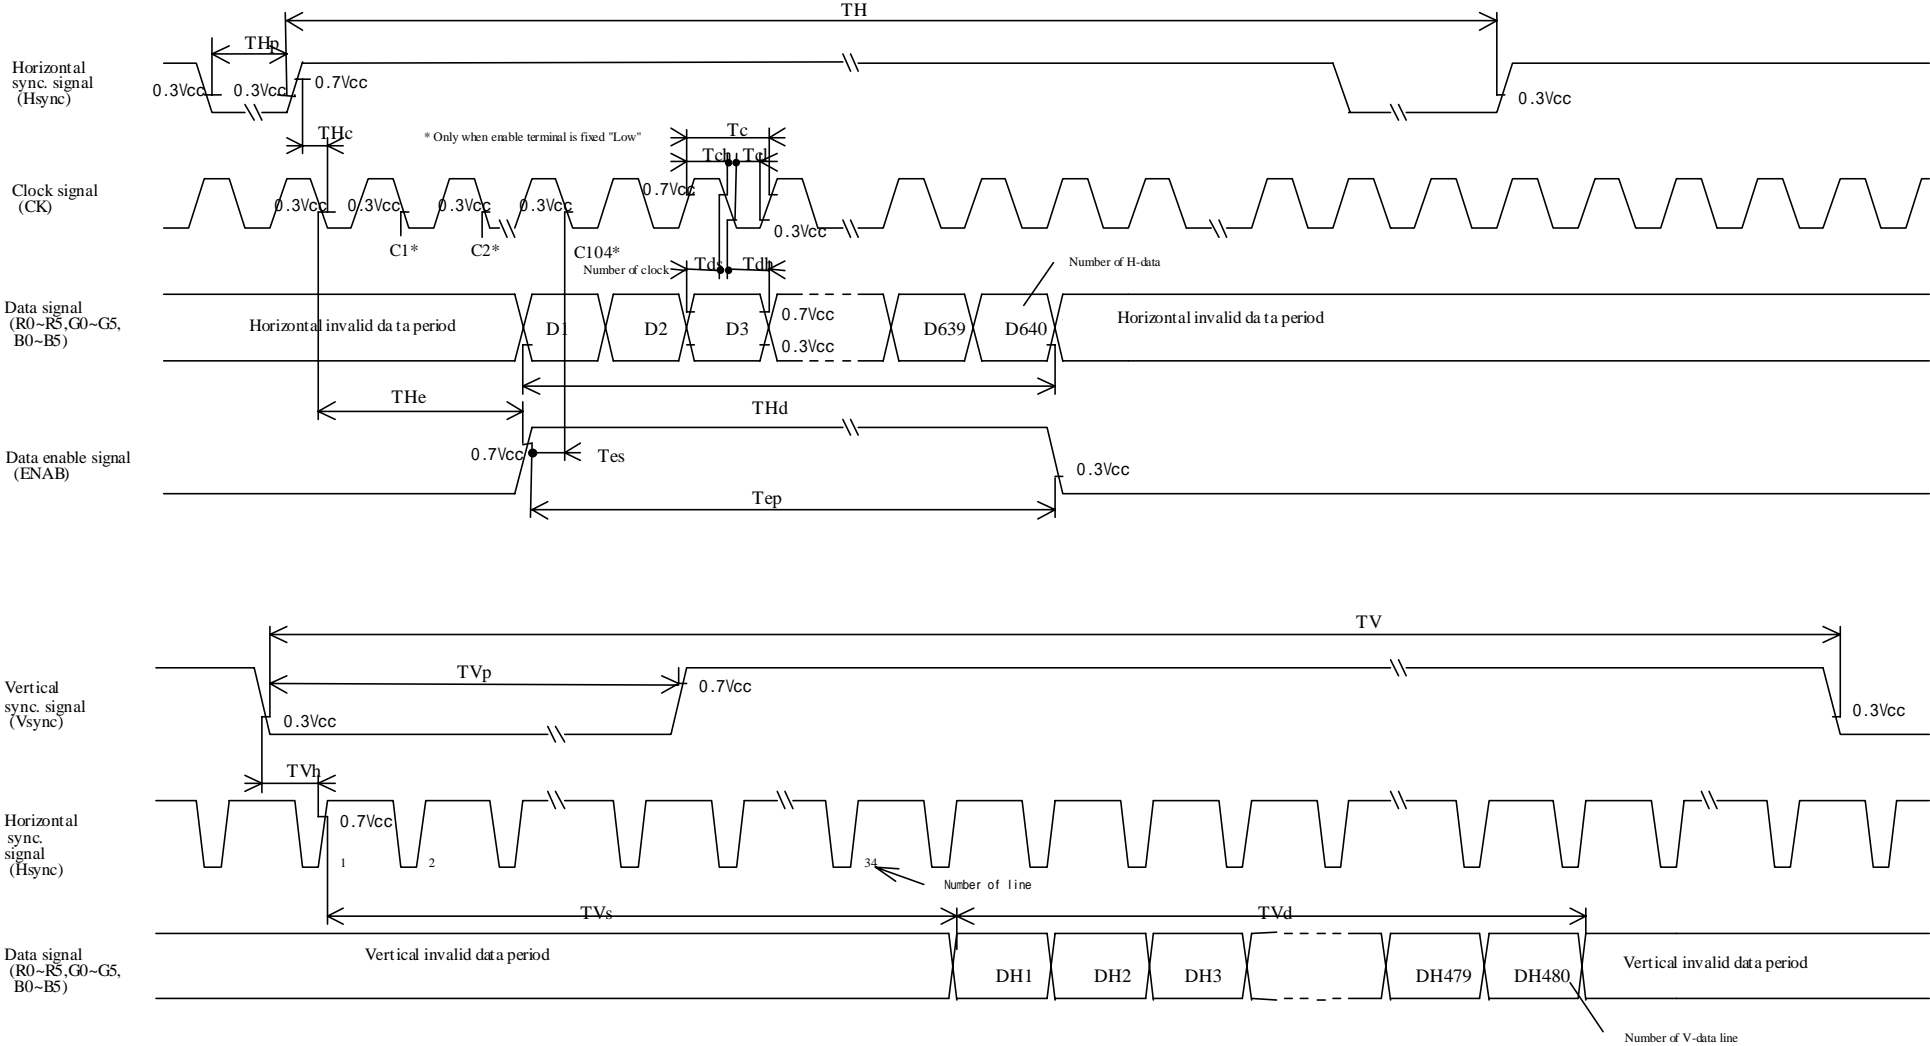 TH
THp
Horizontal
sync. signal
(Hsync)
0.3Vcc
0.3Vcc
0.7Vcc
0.3Vcc
THc
* Only when enable terminal is fixed "Low"
Tc
Tch
Tcl
Clock signal
(CK)
0.7Vcc
0.3Vcc
0.3Vcc
0.3Vcc
0.3Vcc
0.3Vcc
C1*
C2*
C104*
Number of clock
Tds
Tdh
Number of H-data
Data signal
(R0~R5,G0~G5,
B0~B5)
Horizontal invalid data period
D1
D2
D3
0.7Vcc
0.3Vcc
D639
D640
Horizontal invalid data period
THe
THd
Data enable signal
(ENAB)
0.7Vcc
Tes
0.3Vcc
Tep
TV
TVp
Vertical
sync. signal
(Vsync)
0.3Vcc
0.7Vcc
0.3Vcc
TVh
Horizontal
sync.
signal
(Hsync)
0.7Vcc
1
2
34
Number of line
TVs
TVd
Data signal
(R0~R5,G0~G5,
B0~B5)
Vertical invalid data period
DH1
DH2
DH3
DH479
DH480
Vertical invalid data period
Number of V-data line